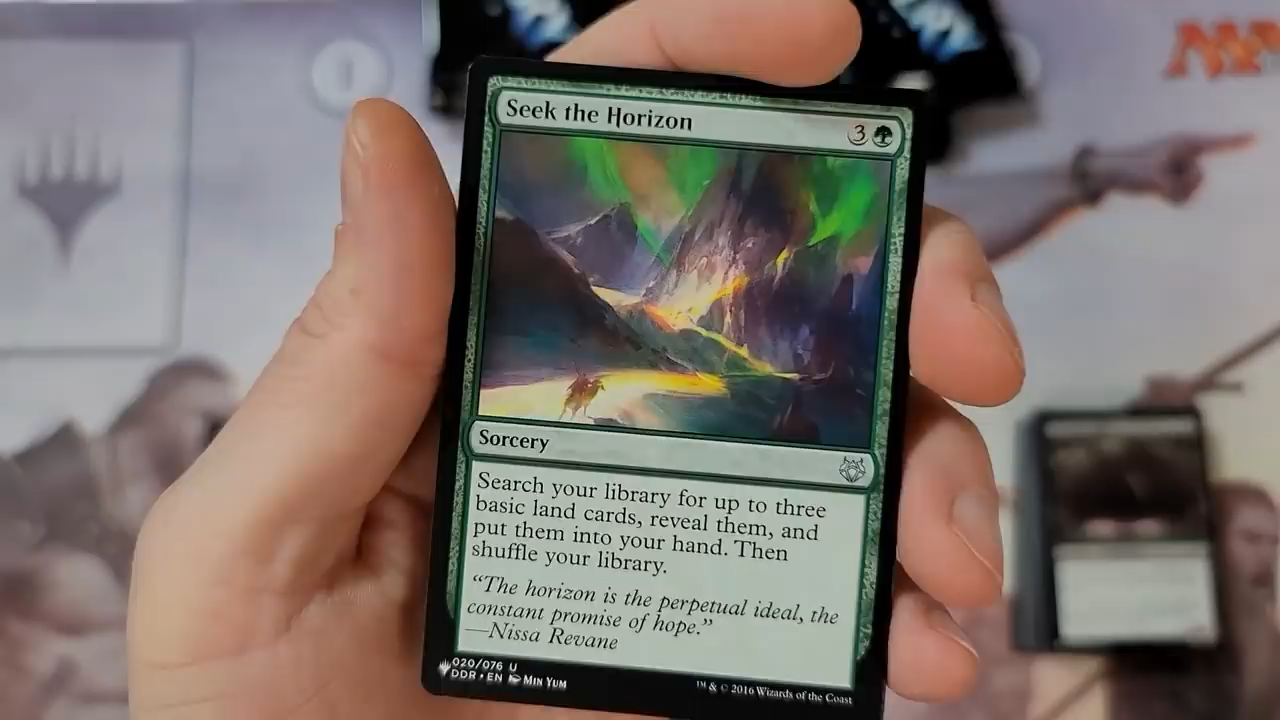 Seek the Horizon
3
Sorcery
Search your library for up to three
basic land cards, reveal them, and
put them into your hand. Then
shuffle your library.
“The horizon is the perpetual ideal, the
constant promise of hope.”
—Nissa Revane
020/076 U
DDR • EN Min Yum
™ & © 2016 Wizards of the Coast